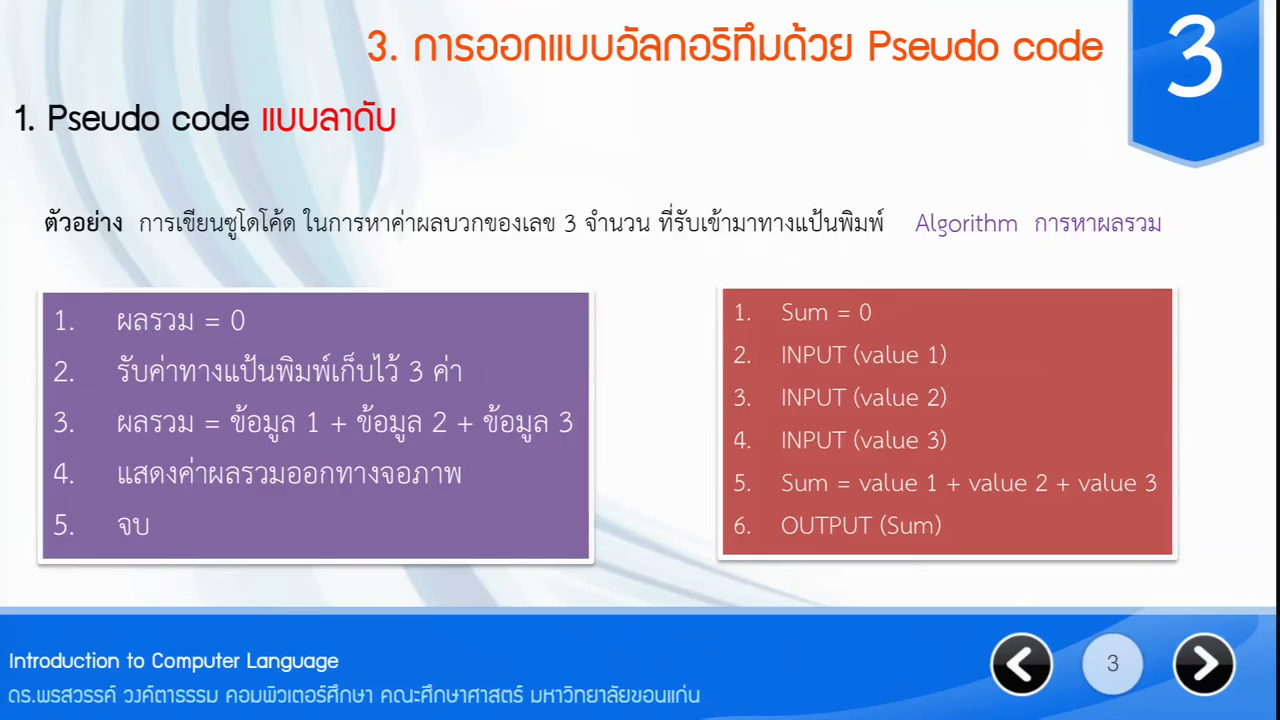 3. การออกแบบอัลกอริทึมด้วย Pseudo code
3
1. Pseudo code แบบลาดับ
ตัวอย่าง การเขียนซูโดโค้ด ในการหาค่าผลบวกของเลข 3 จำนวน ที่รับเข้ามาทางแป้นพิมพ์ Algorithm การหาผลรวม
1. ผลรวม = 0
2. รับค่าทางแป้นพิมพ์เก็บไว้ 3 ค่า
3. ผลรวม = ข้อมูล 1 + ข้อมูล 2 + ข้อมูล 3
4. แสดงค่าผลรวมออกทางจอภาพ
5. จบ
1. Sum = 0
2. INPUT (value 1)
3. INPUT (value 2)
4. INPUT (value 3)
5. Sum = value 1 + value 2 + value 3
6. OUTPUT (Sum)
Introduction to Computer Language
ดร.พรสวรรค์ วงค์ตาธรรม คอมพิวเตอร์ศึกษา คณะศึกษาศาสตร์ มหาวิทยาลัยขอนแก่น
3